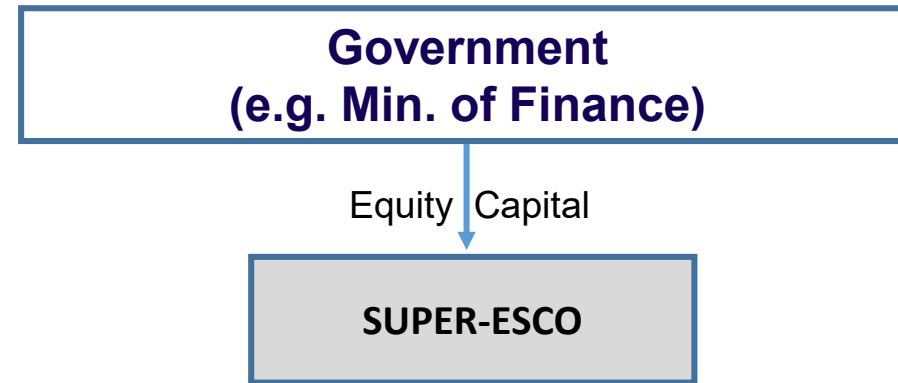 Government
(e.g. Min. of Finance)
Equity Capital
SUPER-ESCO